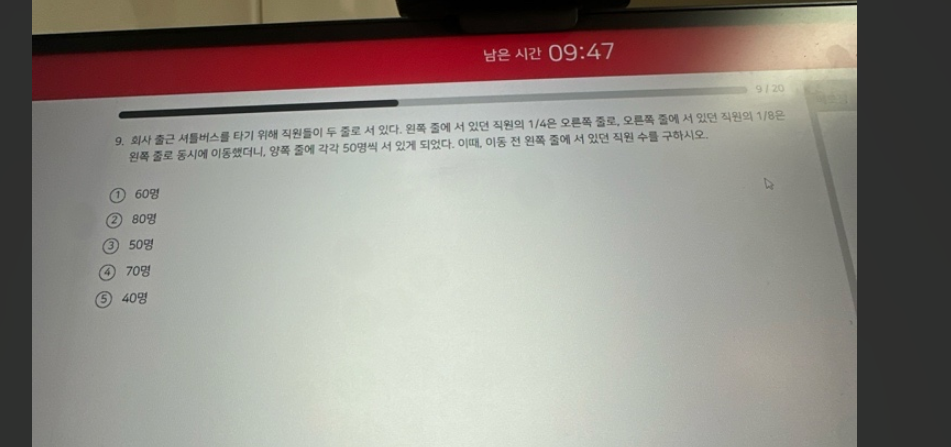 남은 시간 09:47
9 / 20
9. 회사 출근 셔틀버스를 타기 위해 직원들이 두 줄로 서 있다. 왼쪽 줄에 서 있던 직원의 1/4은 오른쪽 줄로, 오른쪽 줄에 서 있던 직원의 1/8은
왼쪽 줄로 동시에 이동했더니, 양쪽 줄에 각각 50명씩 서 있게 되었다. 이때, 이동 전 왼쪽 줄에 서 있던 직원 수를 구하시오.
① 60명
② 80명
③ 50명
④ 70명
⑤ 40명